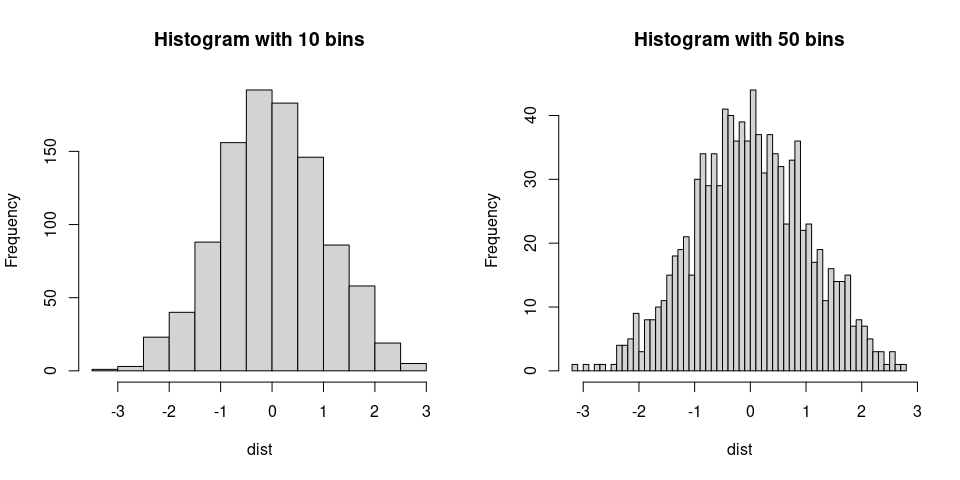 Histogram with 10 bins
Frequency
150
100
50
0
-3 -2 -1 0 1 2 3
dist
Histogram with 50 bins
Frequency
40
30
20
10
0
-3 -2 -1 0 1 2 3
dist